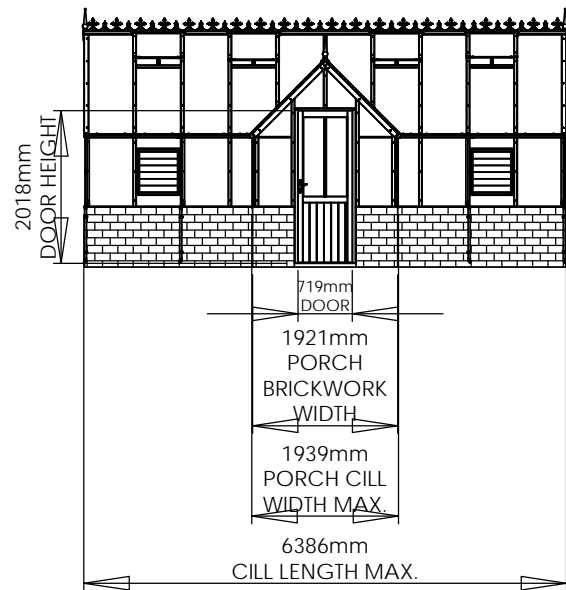 2018mm
DOOR HEIGHT
719mm
DOOR
1921mm
PORCH
BRICKWORK
WIDTH
1939mm
PORCH CILL
WIDTH MAX.
6386mm
CILL LENGTH MAX.